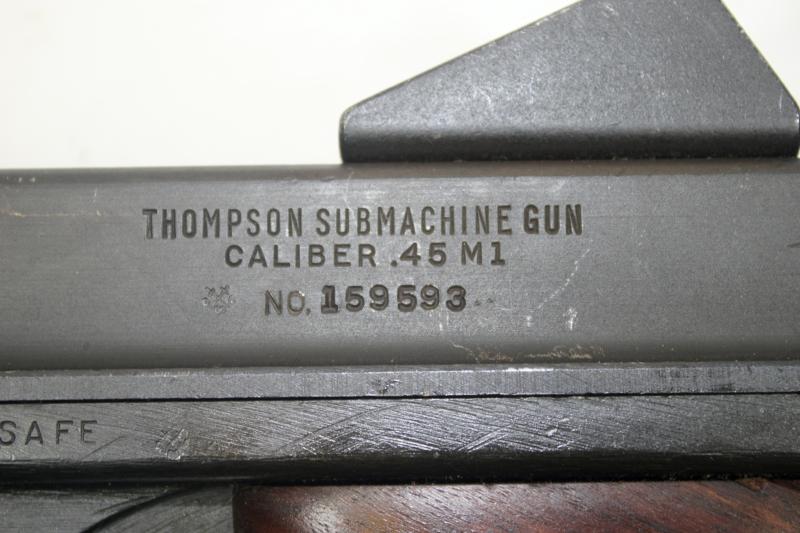 THOMPSON SUBMACHINE GUN
CALIBER .45 M1
NO. 159593
SAFE